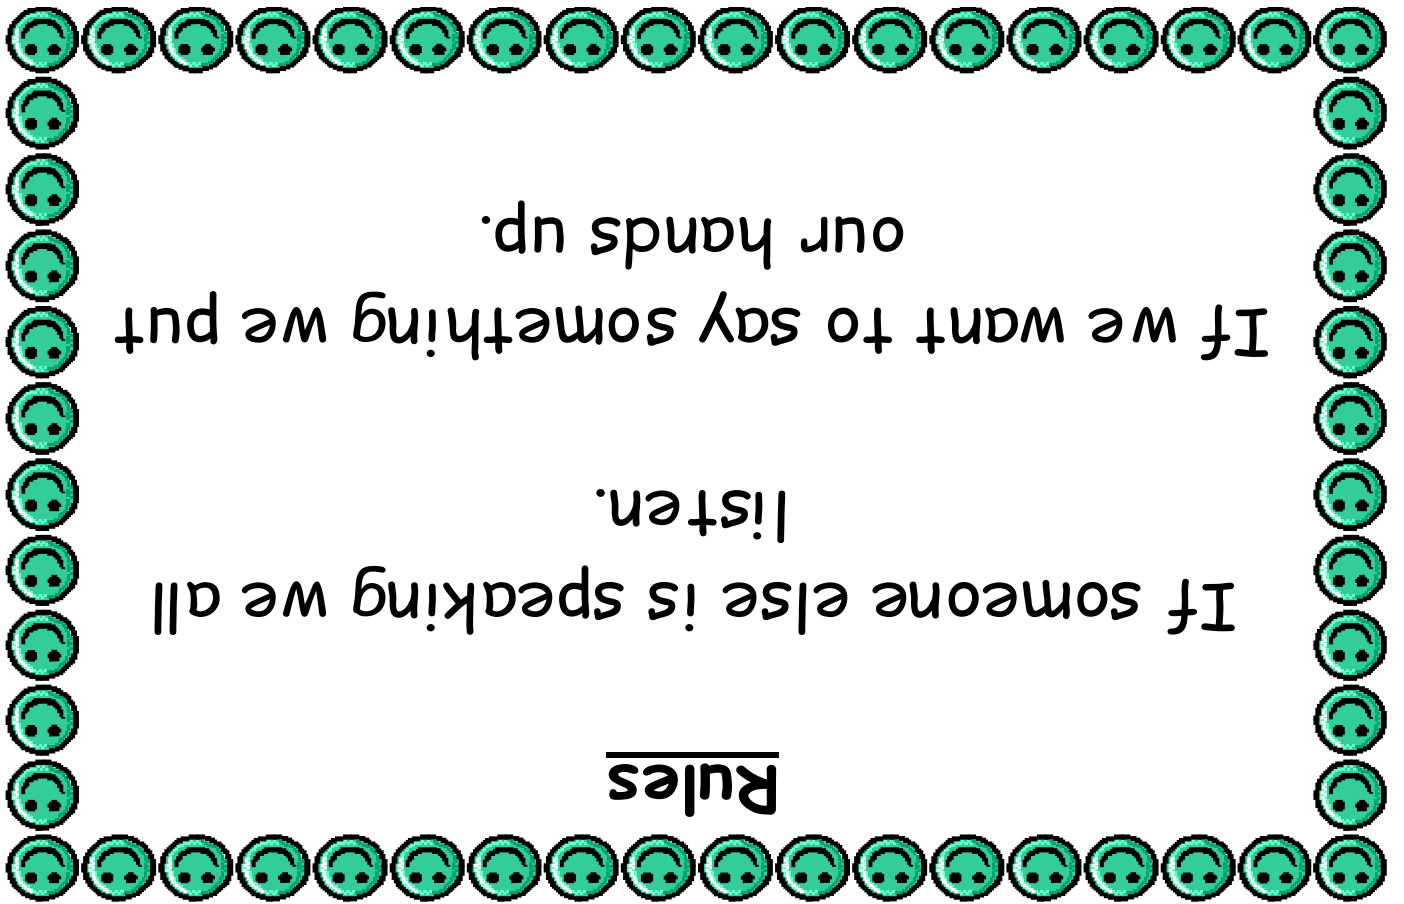 Rules
If someone else is speaking we all
listen.
If we want to say something we put
our hands up.